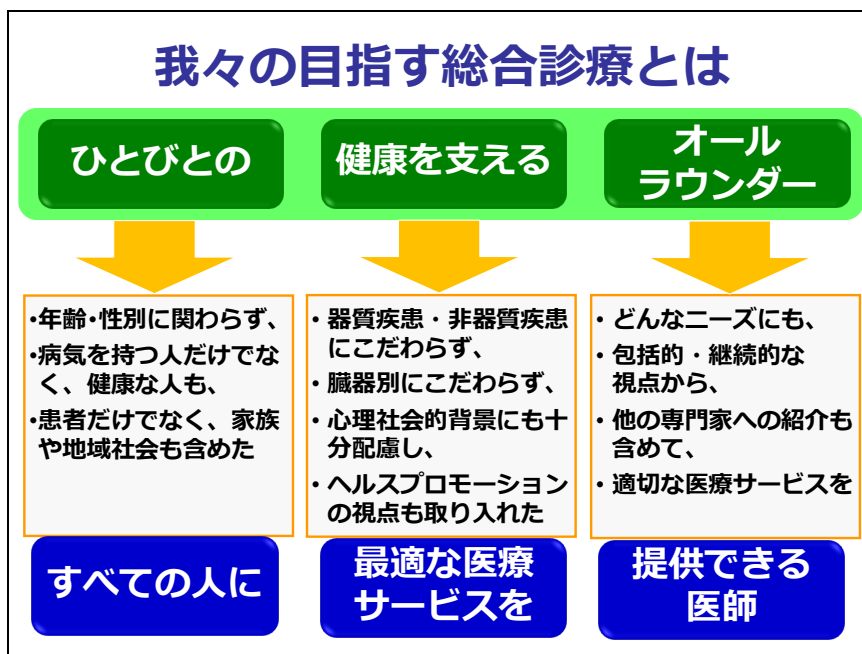 我々の目指す総合診療とは
ひとびとの
健康を支える
オール
ラウンダー
・年齢・性別に関わらず、
・病気を持つ人だけでな
く、健康な人も、
・患者だけでなく、家族
や地域社会も含めた
・器質疾患・非器質疾患
にこだわらず、
・臓器別にこだわらず、
・心理社会的背景にも十
分配慮し、
・ヘルスプロモーション
の視点も取り入れた
・どんなニーズにも、
・包括的・継続的な
視点から、
・他の専門家への紹介も
含めて、
・適切な医療サービスを
すべての人に
最適な医療
サービスを
提供できる
医師